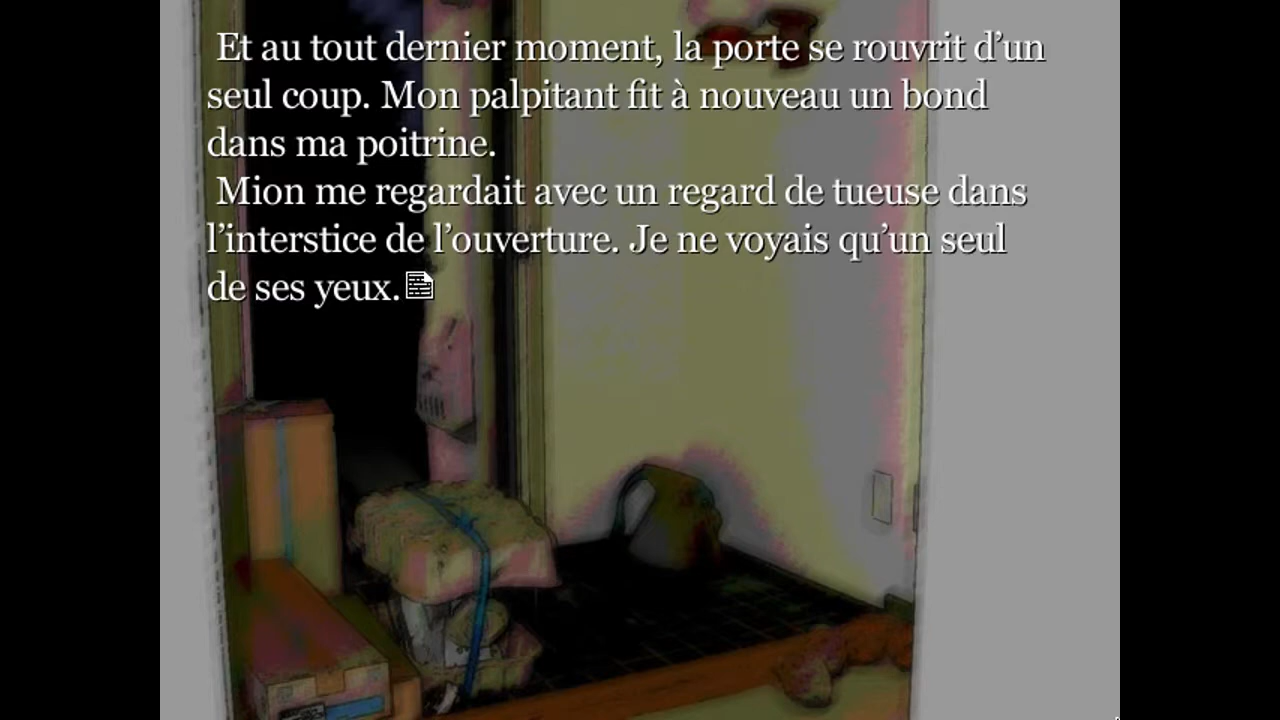 Et au tout dernier moment, la porte se rouvrit d’un
seul coup. Mon palpitant fit à nouveau un bond
dans ma poitrine.
Mion me regardait avec un regard de tueuse dans
l’interstice de l’ouverture. Je ne voyais qu’un seul
de ses yeux.